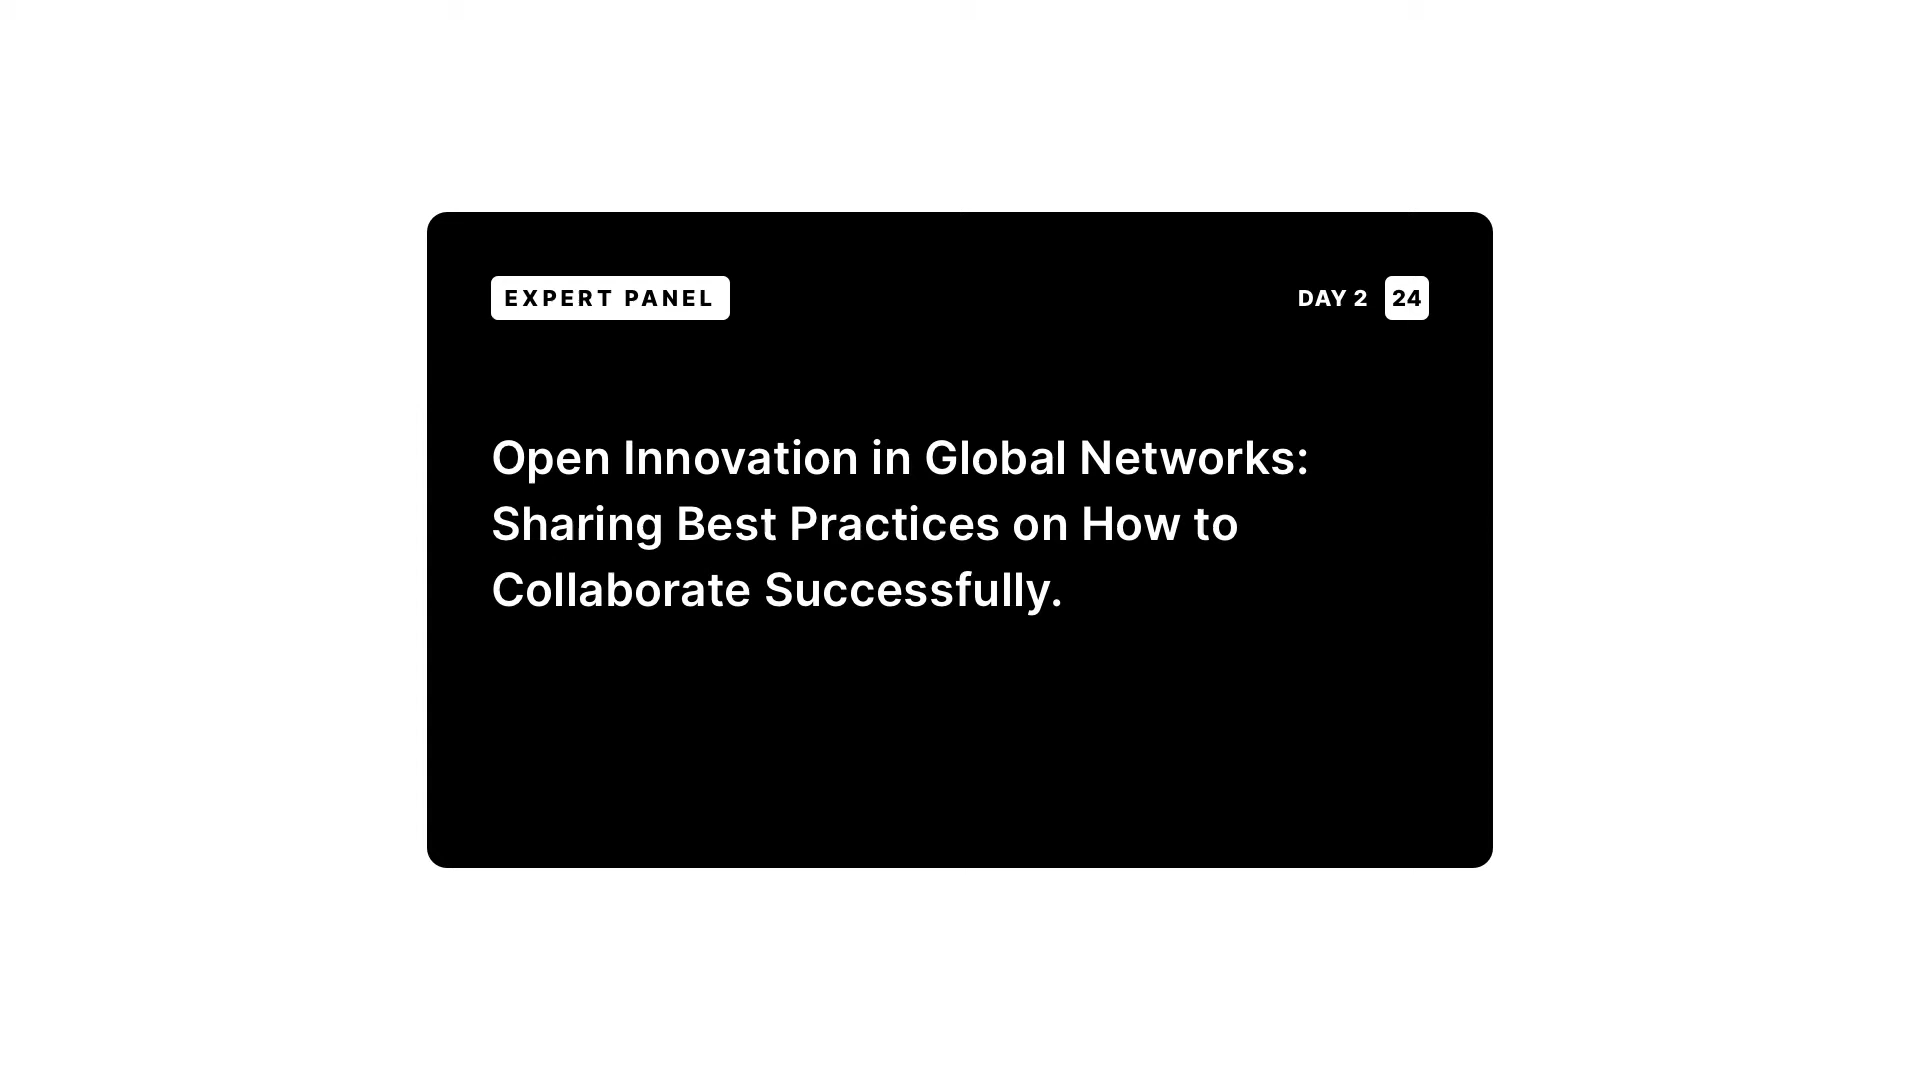 EXPERT PANEL
DAY 2 24
Open Innovation in Global Networks:
Sharing Best Practices on How to
Collaborate Successfully.